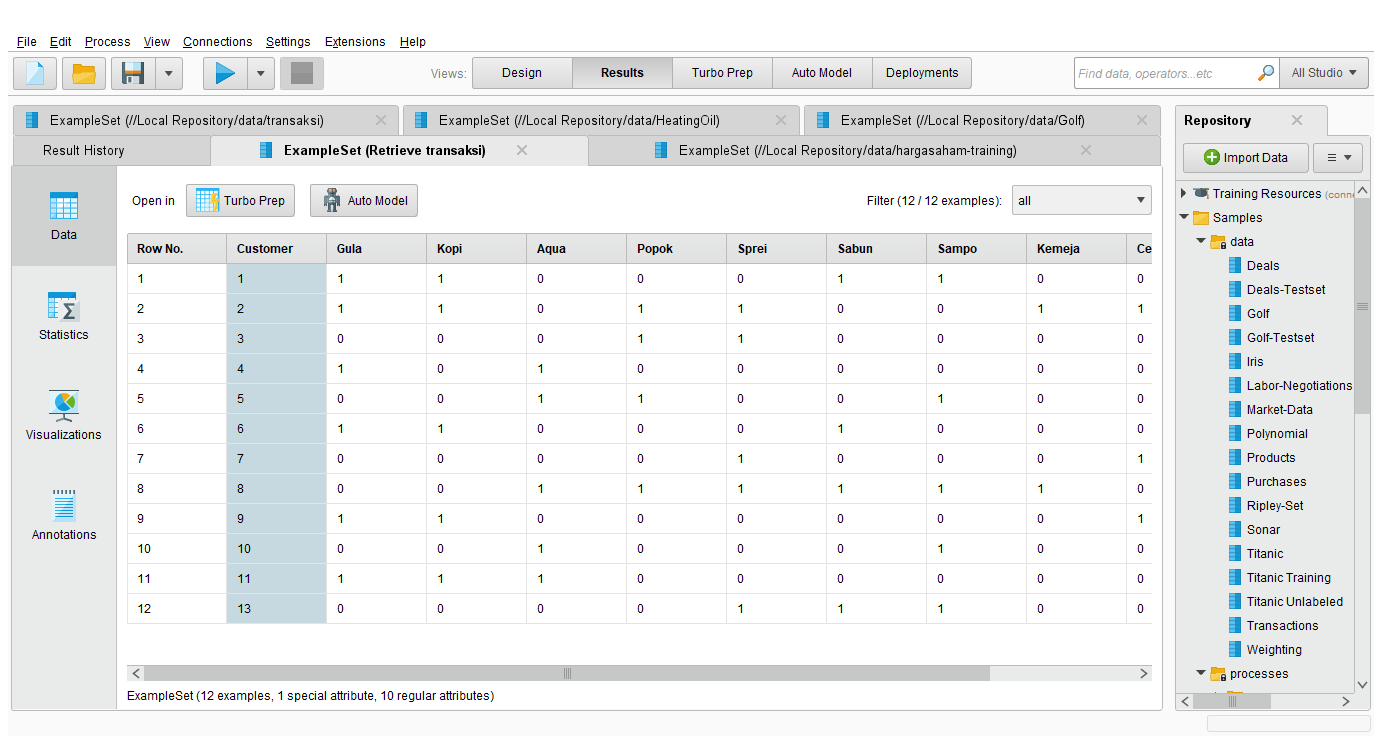 File Edit Process View Connections Settings Extensions Help
Views: Design Results Turbo Prep Auto Model Deployments Find data, operators...etc All Studio
ExampleSet (//Local Repository/data/transaksi) ExampleSet (//Local Repository/data/HeatingOil) ExampleSet (//Local Repository/data/Golf)
Result History ExampleSet (Retrieve transaksi) ExampleSet (//Local Repository/data/hargasaham-training)
Data
Statistics
Visualizations
Annotations
Open in Turbo Prep Auto Model Filter (12 / 12 examples): all
Row No. Customer Gula Kopi Aqua Popok Sprei Sabun Sampo Kemeja Ce
1 1 1 1 0 0 0 1 1 0 0
2 2 1 1 0 1 1 0 0 1 1
3 3 0 0 0 1 1 0 0 0 0
4 4 1 0 1 0 0 0 0 0 0
5 5 0 0 1 1 0 0 1 0 0
6 6 1 1 0 0 0 1 0 0 0
7 7 0 0 0 0 1 0 0 0 1
8 8 0 0 1 1 1 1 1 1 0
9 9 1 1 0 0 0 0 0 0 1
10 10 0 0 1 0 0 0 1 0 0
11 11 1 1 1 0 0 0 0 0 0
12 13 0 0 0 0 1 1 1 0 0
ExampleSet (12 examples, 1 special attribute, 10 regular attributes)
Repository
Import Data
Training Resources (conne
Samples
data
Deals
Deals-Testset
Golf
Golf-Testset
Iris
Labor-Negotiations
Market-Data
Polynomial
Products
Purchases
Ripley-Set
Sonar
Titanic
Titanic Training
Titanic Unlabeled
Transactions
Weighting
processes